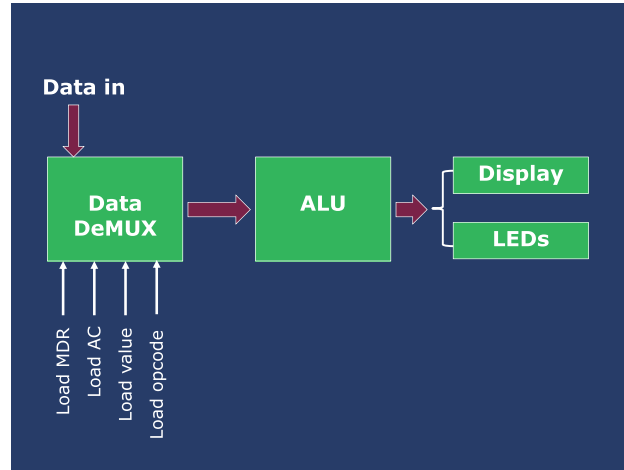 Data in
Data
DeMUX
ALU
Display
LEDs
Load MDR
Load AC
Load value
Load opcode